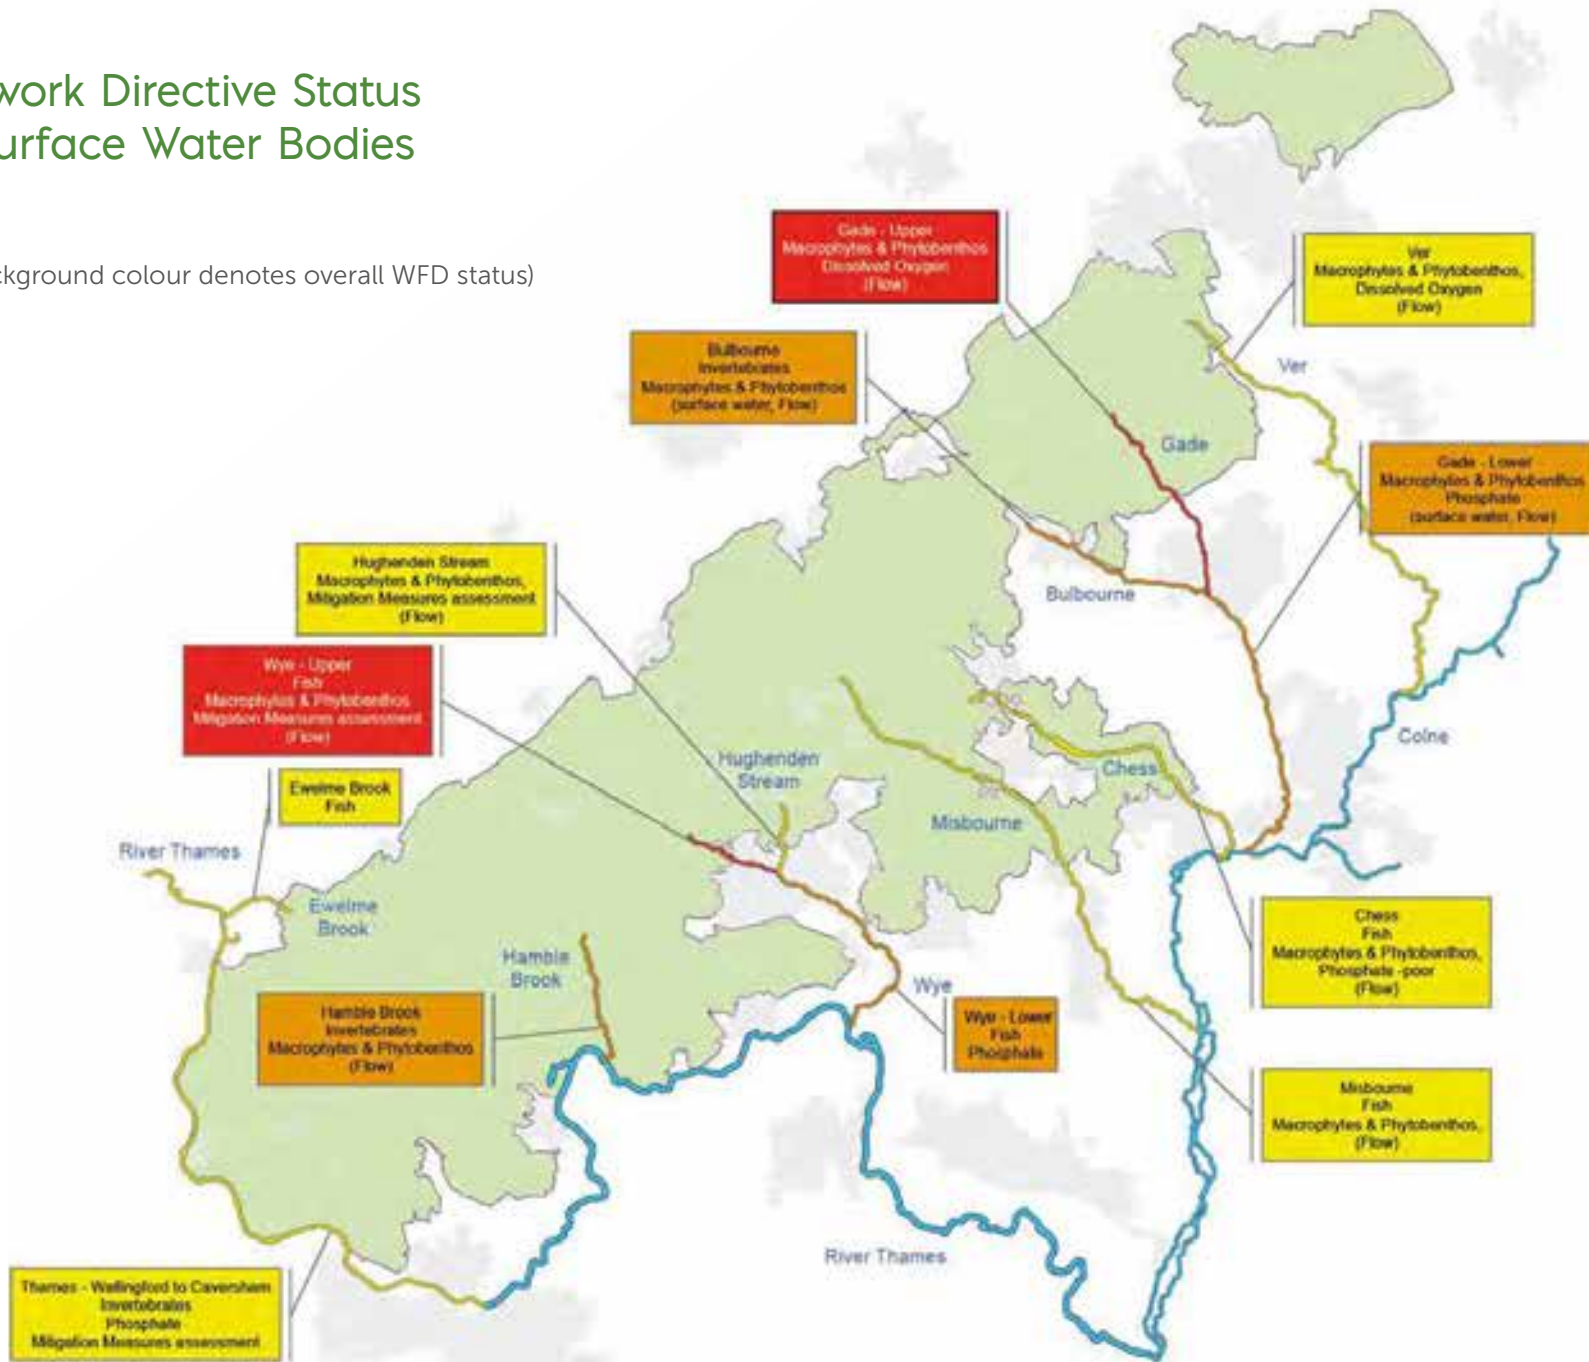 work Directive Status
urface Water Bodies
ckground colour denotes overall WFD status)
Gade - Upper
Macrophytes & Phytobenthos
Dissolved Oxygen
(Flow)
Ver
Macrophytes & Phytobenthos,
Dissolved Oxygen
(Flow)
Bulbourne
Invertebrates
Macrophytes & Phytobenthos
(surface water, Flow)
Ver
Gade
Gade - Lower
Macrophytes & Phytobenthos
Phosphate
(surface water, Flow)
Hughenden Stream
Macrophytes & Phytobenthos,
Mitigation Measures assessment
(Flow)
Bulbourne
Wye - Upper
Fish
Macrophytes & Phytobenthos
Mitigation Measures assessment
(Flow)
Colne
Hughenden
Stream
Chess
Ewelme Brook
Fish
Misbourne
River Thames
Ewelme
Brook
Chess
Fish
Macrophytes & Phytobenthos,
Phosphate -poor
(Flow)
Hamble
Brook
Wye
Hamble Brook
Invertebrates
Macrophytes & Phytobenthos
(Flow)
Wye - Lower
Fish
Phosphate
Misbourne
Fish
Macrophytes & Phytobenthos,
(Flow)
River Thames
Thames - Wallingford to Caversham
Invertebrates
Phosphate
Mitigation Measures assessment